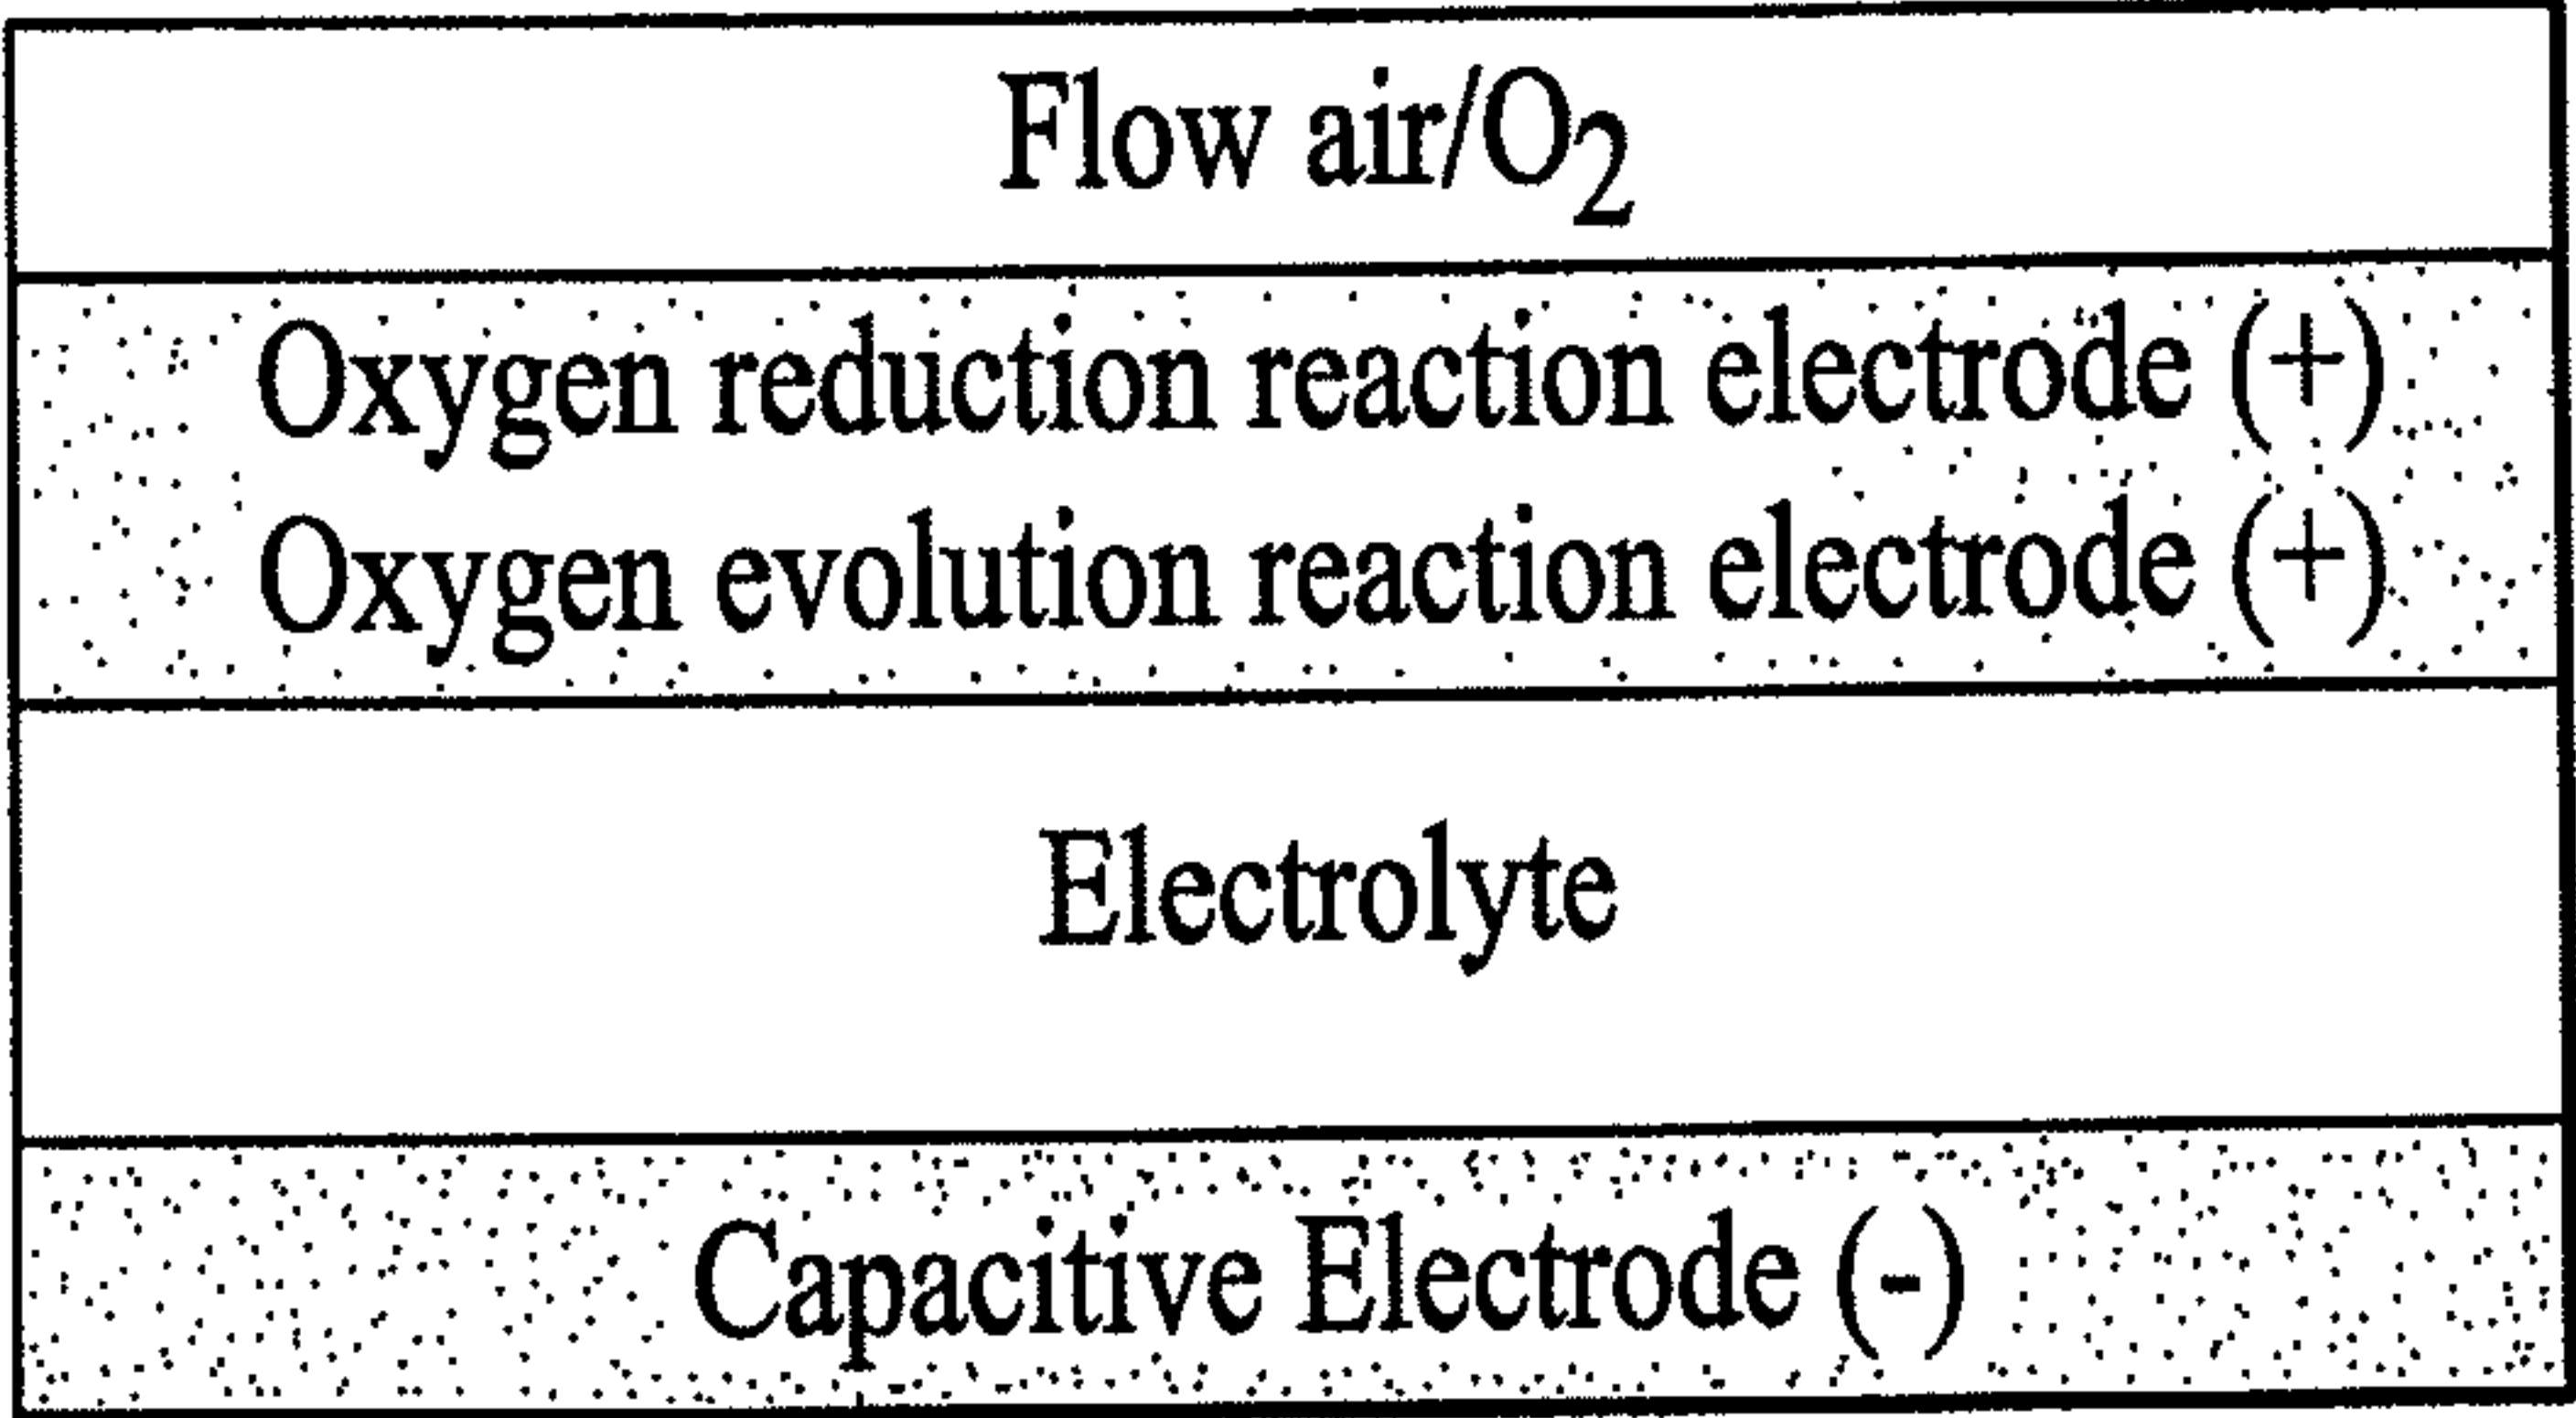 Flow air/O₂
Oxygen reduction reaction electrode (+)
Oxygen evolution reaction electrode (+)
Electrolyte
Capacitive Electrode (-)